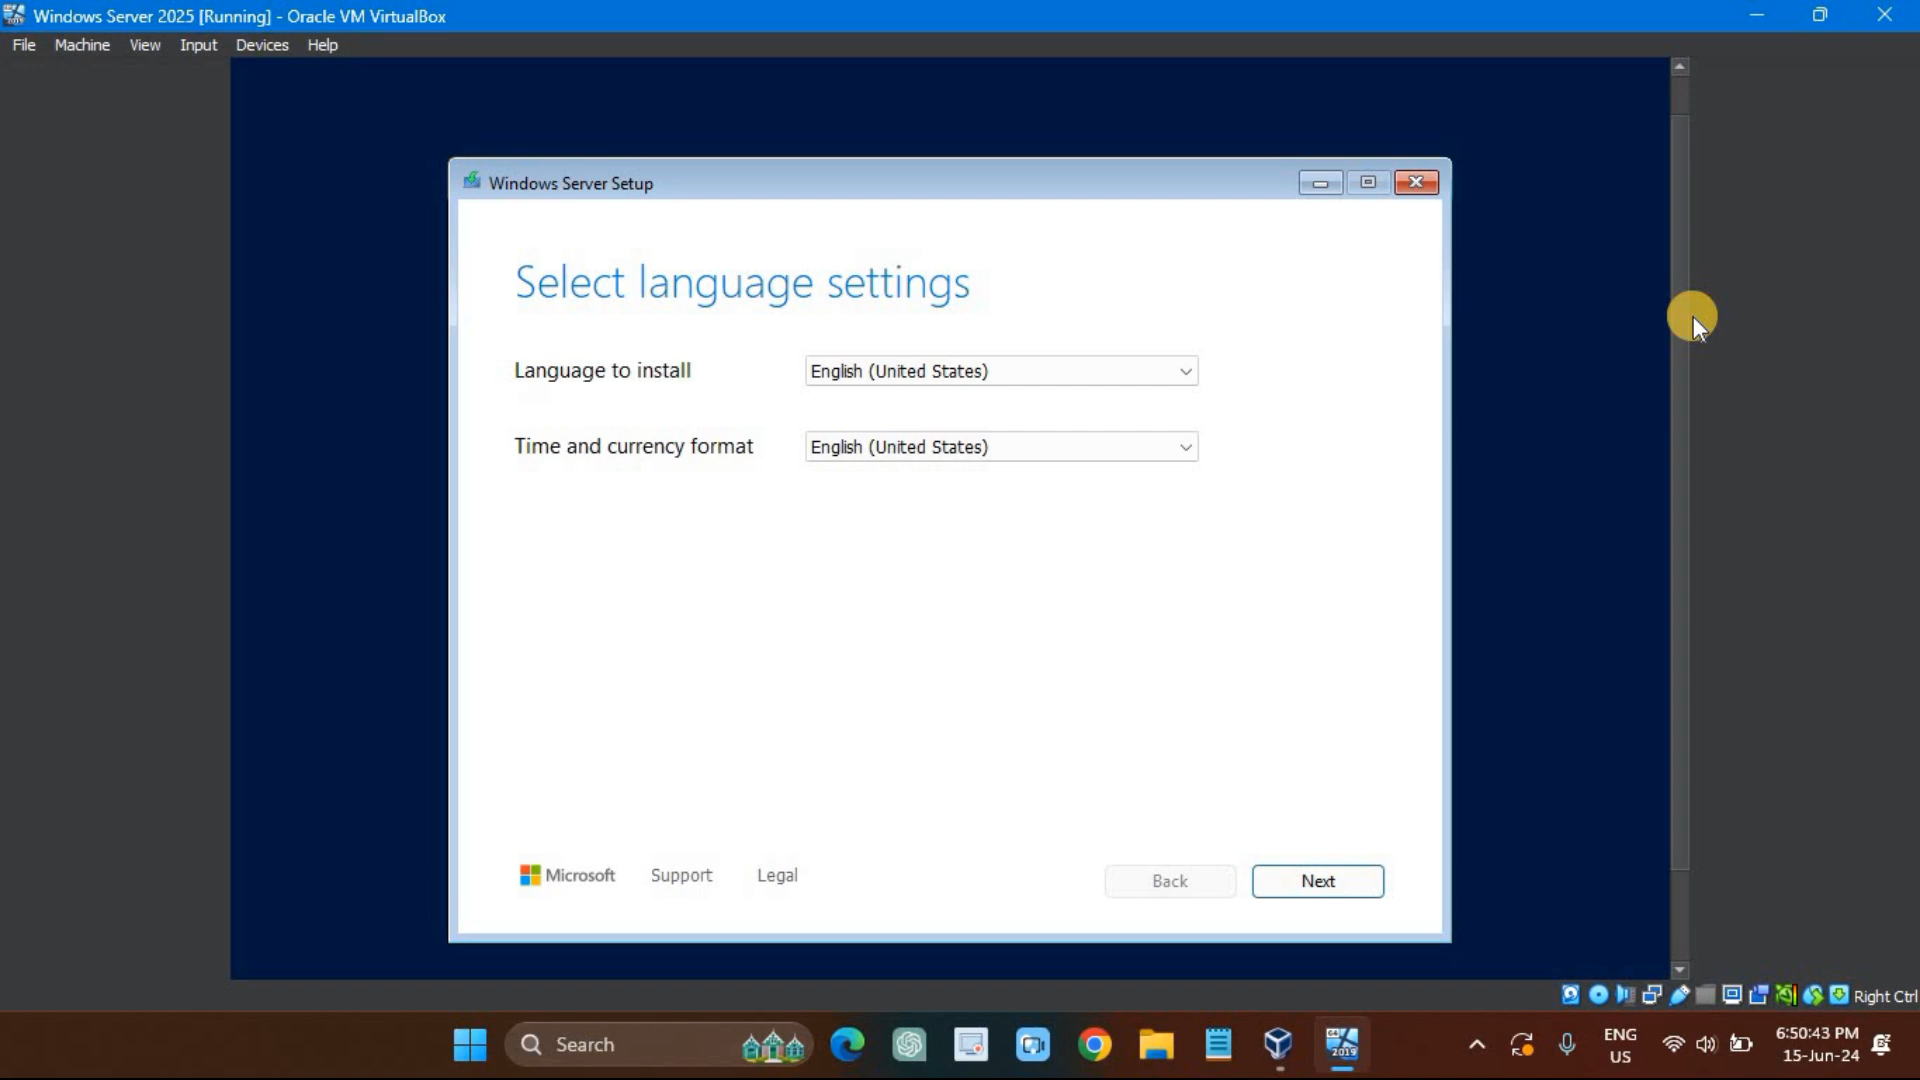 Windows Server 2025 [Running] - Oracle VM VirtualBox
File Machine View Input Devices Help
Windows Server Setup
Select language settings
Language to install English (United States)
Time and currency format English (United States)
Microsoft Support Legal Back Next
Right Ctrl
Search
64
2019
ENG
US
6:50:43 PM
15-Jun-24